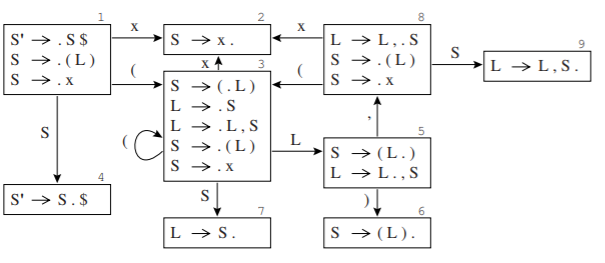 1
S' → . S $
S → . ( L )
S → . x
x
2
S → x .
x
8
L → L , . S
S → . ( L )
S → . x
S
9
L → L , S .
(
x
3
S → ( . L )
L → . S
L → . L , S
S → . ( L )
S → . x
(
(
S
L
,
5
S → ( L . )
L → L . , S
4
S' → S . $
S
7
L → S .
)
6
S → ( L ) .